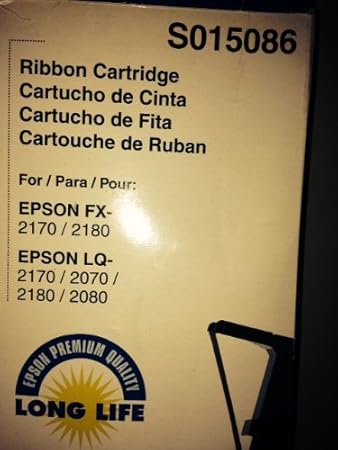 S015086
Ribbon Cartridge
Cartucho de Cinta
Cartucho de Fita
Cartouche de Ruban
For / Para / Pour:
EPSON FX-
2170 / 2180
EPSON LQ-
2170 / 2070 /
2180 / 2080
EPSON PREMIUM QUALITY
LONG LIFE